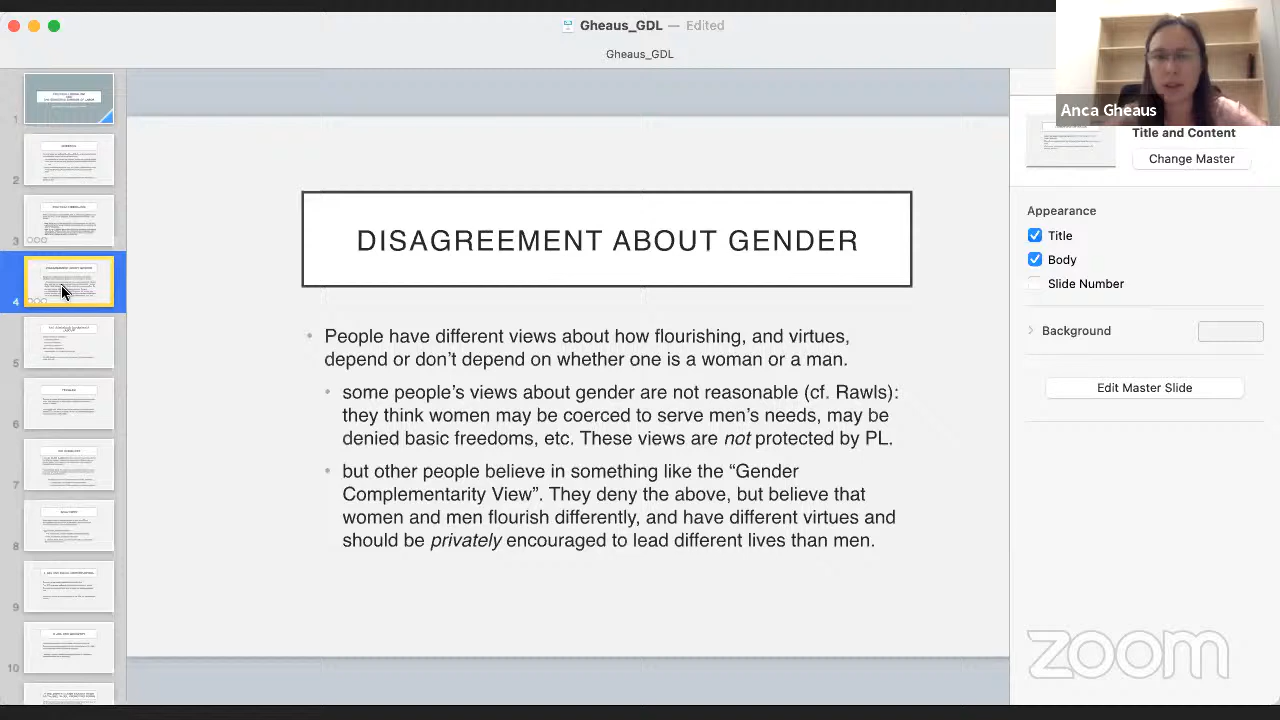 Gheaus_GDL — Edited
Gheaus_GDL
Anca Gheaus
1
2
3
4
5
6
7
8
9
10
DISAGREEMENT ABOUT GENDER
DISAGREEMENT ABOUT GENDER
People have different views about how flourishing, and virtues,
depend or don't depend on whether one is a woman or a man.
some people's views about gender are not reasonable (cf. Rawls):
they think women may be coerced to serve men's needs, may be
denied basic freedoms, etc. These views are not protected by PL.
but other people believe in something like the “Gender
Complementarity View”. They deny the above, but believe that
women and men flourish differently, and have different virtues and
should be privately encouraged to lead different lives than men.
Title and Content
Change Master
Appearance
Title
Body
Slide Number
Background
Edit Master Slide
zoom